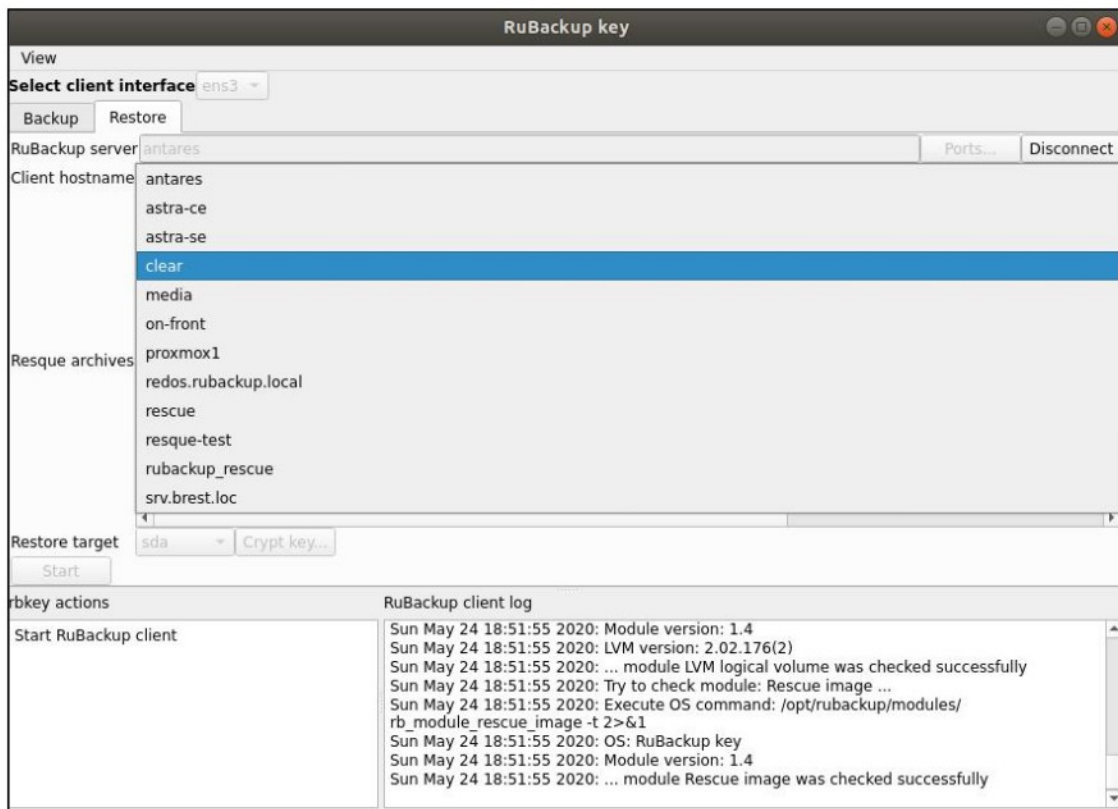 RuBackup key
View
Select client interface ens3
Backup Restore
RuBackup server antares Ports... Disconnect
Client hostname
antares
astra-ce
astra-se
clear
media
on-front
Resque archives
proxmox1
redos.rubackup.local
rescue
resque-test
rubackup_rescue
srv.brest.loc
Restore target sda Crypt key...
Start
rbkey actions
Start RuBackup client
RuBackup client log
Sun May 24 18:51:55 2020: Module version: 1.4
Sun May 24 18:51:55 2020: LVM version: 2.02.176(2)
Sun May 24 18:51:55 2020: ... module LVM logical volume was checked successfully
Sun May 24 18:51:55 2020: Try to check module: Rescue image ...
Sun May 24 18:51:55 2020: Execute OS command: /opt/rubackup/modules/
rb_module_rescue_image -t 2>&1
Sun May 24 18:51:55 2020: OS: RuBackup key
Sun May 24 18:51:55 2020: Module version: 1.4
Sun May 24 18:51:55 2020: ... module Rescue image was checked successfully